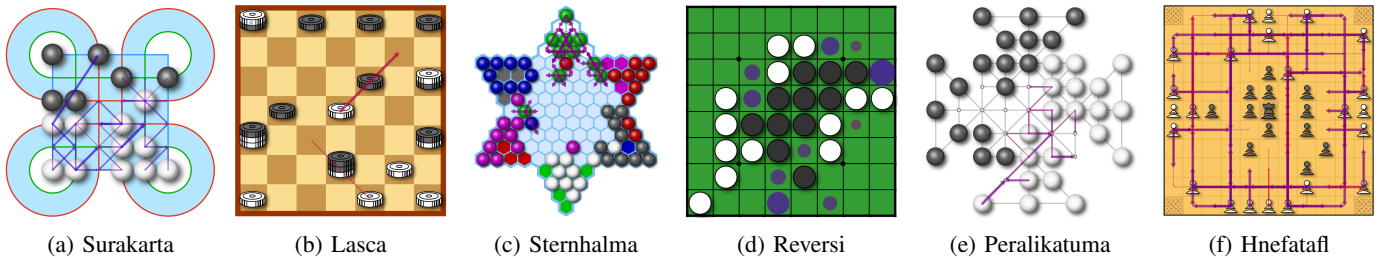 (a) Surakarta
(b) Lasca
(c) Sternhalma
(d) Reversi
(e) Peralikatuma
(f) Hnefatafl